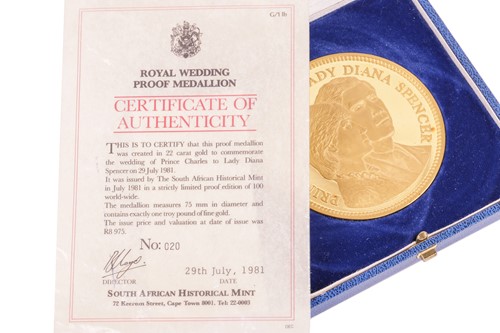 G/1 lb
ROYAL WEDDING
PROOF MEDALLION
CERTIFICATE OF
AUTHENTICITY
THIS IS TO CERTIFY that this proof medallion
was created in 22 carat gold to commemorate
the wedding of Prince Charles to Lady Diana
Spencer on 29 July 1981.
It was issued by The South African Historical Mint
in July 1981 in a strictly limited proof edition of 100
world-wide.
The medallion measures 75 mm in diameter and
contains exactly one troy pound of fine gold.
The issue price and valuation at date of issue was
R8 975.
No: 020
29th July, 1981
DIRECTOR DATE
SOUTH AFRICAN HISTORICAL MINT
72 Keerom Street, Cape Town 8001. Tel 22-6003
LADY DIANA SPENCER